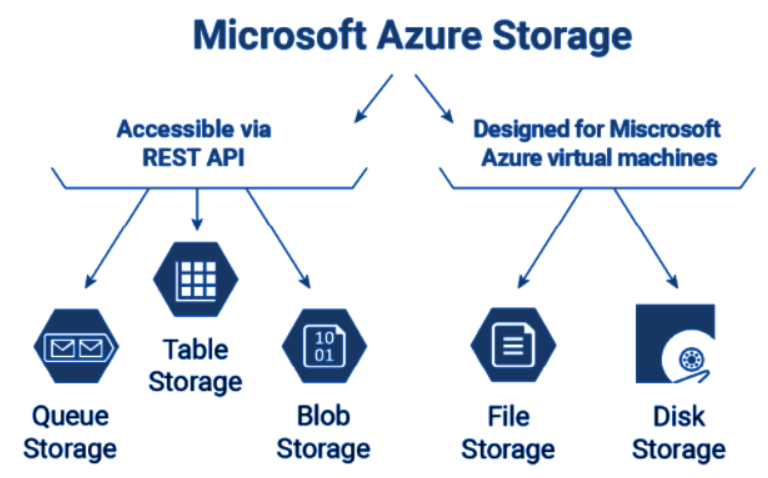 Microsoft Azure Storage
Accessible via
REST API
Designed for Miscrosoft
Azure virtual machines
10
01
Queue
Storage
Table
Storage
Blob
Storage
File
Storage
Disk
Storage